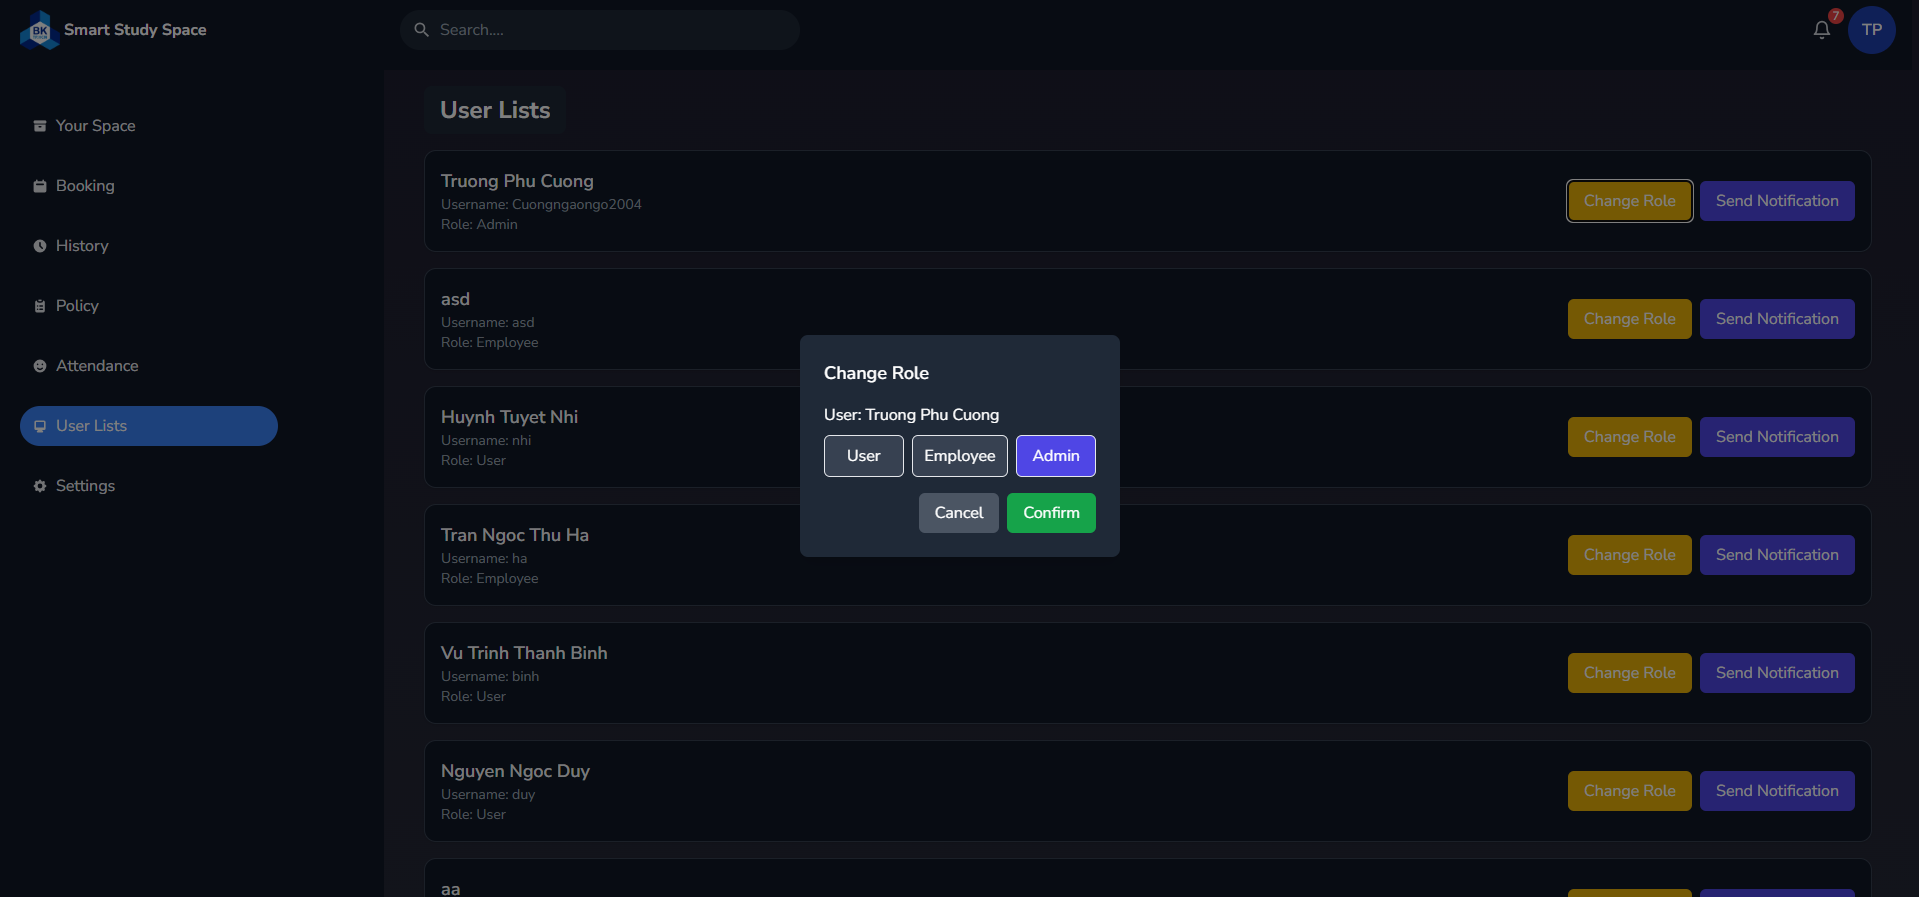 BK
Smart Study Space
Search....
7
TP
Your Space
Booking
History
Policy
Attendance
User Lists
Settings
User Lists
Truong Phu Cuong
Username: Cuongngaongo2004
Role: Admin
Change Role
Send Notification
asd
Username: asd
Role: Employee
Change Role
Send Notification
Huynh Tuyet Nhi
Username: nhi
Role: User
Change Role
Send Notification
Tran Ngoc Thu Ha
Username: ha
Role: Employee
Change Role
Send Notification
Vu Trinh Thanh Binh
Username: binh
Role: User
Change Role
Send Notification
Nguyen Ngoc Duy
Username: duy
Role: User
Change Role
Send Notification
aa
Change Role
User: Truong Phu Cuong
User
Employee
Admin
Cancel
Confirm